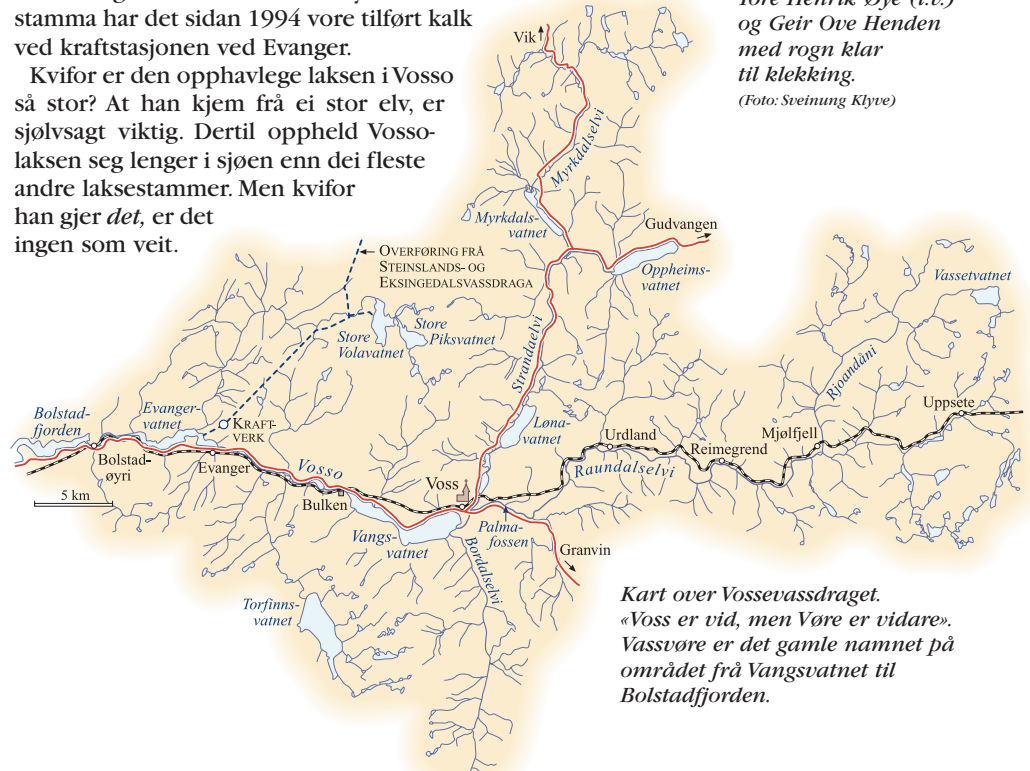 stamma har det sidan 1994 vore tilført kalk
ved kraftstasjonen ved Evanger.
Kvifor er den opphavlege laksen i Vosso
så stor? At han kjem frå ei stor elv, er
sjølvsagt viktig. Dertil oppheld Vosso-
laksen seg lenger i sjøen enn dei fleste
andre laksestammer. Men kvifor
han gjer det, er det
ingen som veit.
Tore Henrik Øye (t.v.)
og Geir Ove Henden
med rogn klar
til klekking.
(Foto: Sveinung Klyve)
Vik
Myrkdalselvi
Myrkdals-
vatnet
Gudvangen
Oppheims-
vatnet
OVERFØRING FRÅ
STEINSLANDS- OG
EKSINGEDALSVASSDRAGA
Vassetvatnet
Store
Piksvatnet
Store
Volavatnet
Strandaelvi
Rjoandåni
Uppsete
Bolstad-
fjorden
Evanger-
vatnet
KRAFT-
VERK
Løna-
vatnet
Urdland
Mjølfjell
Reimegrend
Raundalselvi
Bolstad-
øyri
Evanger
Vosso
Voss
5 km
Bulken
Vangs-
vatnet
Bordalselvi
Palma-
fossen
Granvin
Torfinns-
vatnet
Kart over Vossevassdraget.
«Voss er vid, men Vøre er vidare».
Vassvøre er det gamle namnet på
området frå Vangsvatnet til
Bolstadfjorden.